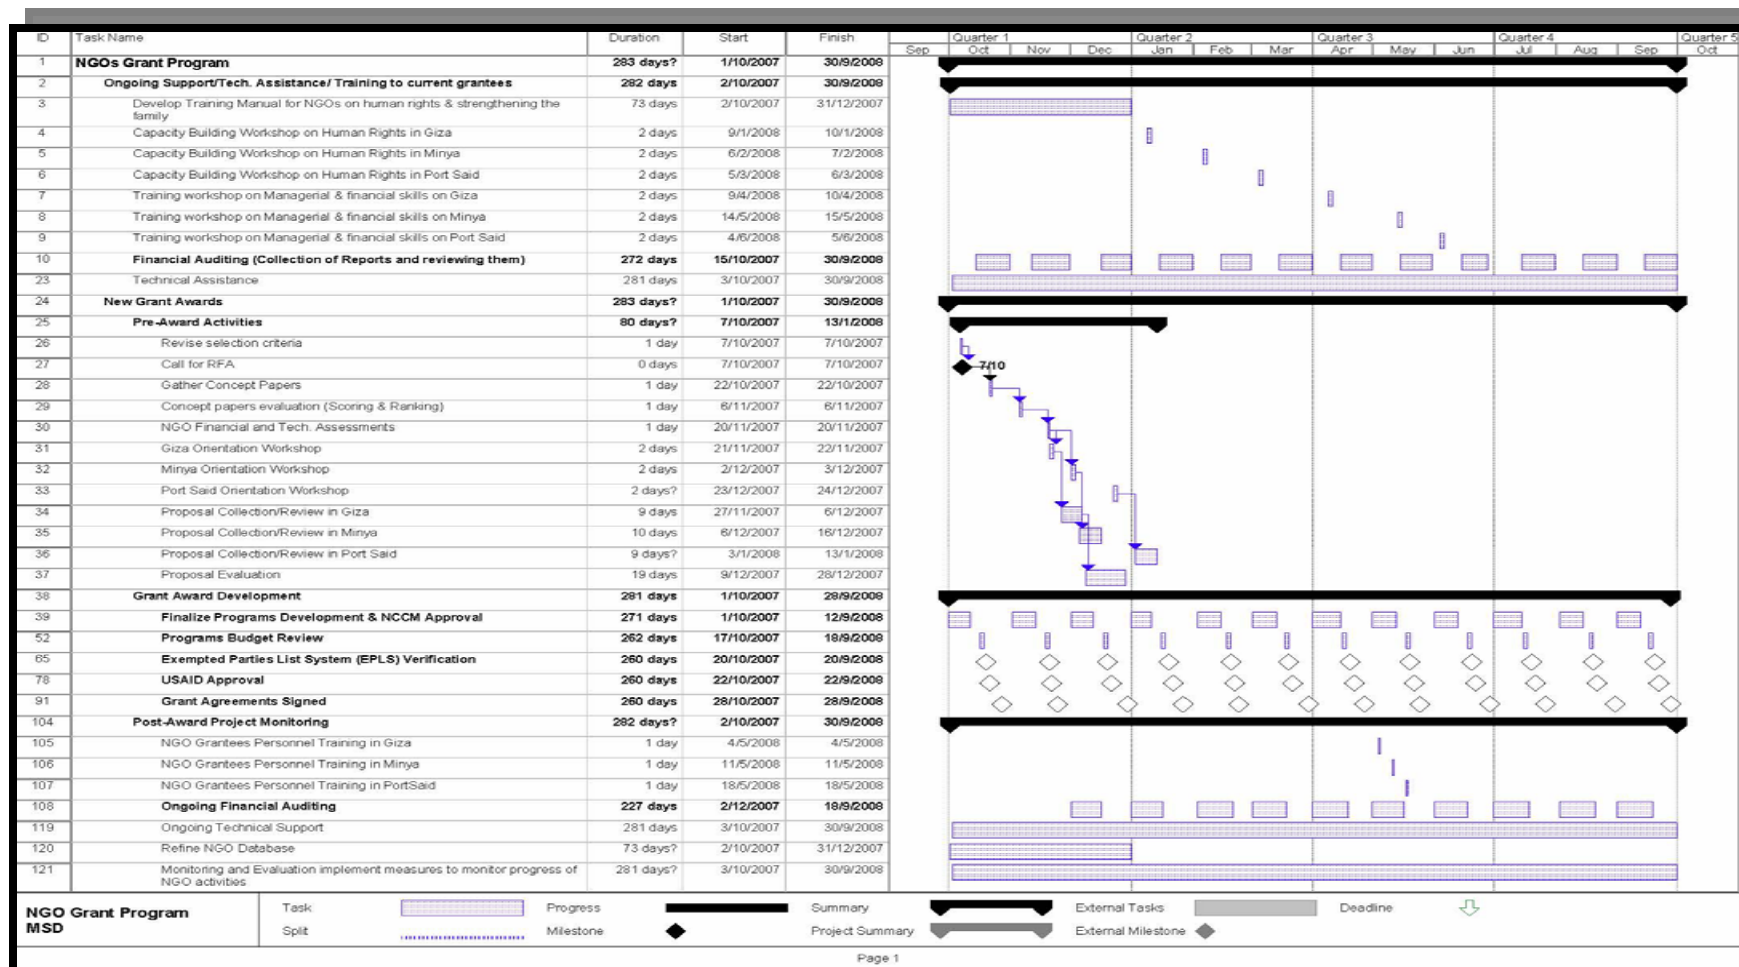 ID Task Name Duration Start Finish Quarter 1 Quarter 2 Quarter 3 Quarter 4 Quarter 5
Sep Oct Nov Dec Jan Feb Mar Apr May Jun Jul Aug Sep Oct
1 NGOs Grant Program 283 days? 1/10/2007 30/9/2008
2 Ongoing Support/Tech. Assistance/ Training to current grantees 282 days 2/10/2007 30/9/2008
3 Develop Training Manual for NGOs on human rights & strengthening the 73 days 2/10/2007 31/12/2007
family
4 Capacity Building Workshop on Human Rights in Giza 2 days 9/1/2008 10/1/2008
5 Capacity Building Workshop on Human Rights in Minya 2 days 6/2/2008 7/2/2008
6 Capacity Building Workshop on Human Rights in Port Said 2 days 5/3/2008 6/3/2008
7 Training workshop on Managerial & financial skills on Giza 2 days 9/4/2008 10/4/2008
8 Training workshop on Managerial & financial skills on Minya 2 days 14/5/2008 15/5/2008
9 Training workshop on Managerial & financial skills on Port Said 2 days 4/6/2008 5/6/2008
10 Financial Auditing (Collection of Reports and reviewing them) 272 days 15/10/2007 30/9/2008
23 Technical Assistance 281 days 3/10/2007 30/9/2008
24 New Grant Awards 283 days? 1/10/2007 30/9/2008
25 Pre-Award Activities 80 days? 7/10/2007 13/1/2008
26 Revise selection criteria 1 day 7/10/2007 7/10/2007
27 Call for RFA 0 days 7/10/2007 7/10/2007 7/10
28 Gather Concept Papers 1 day 22/10/2007 22/10/2007
29 Concept papers evaluation (Scoring & Ranking) 1 day 6/11/2007 6/11/2007
30 NGO Financial and Tech. Assessments 1 day 20/11/2007 20/11/2007
31 Giza Orientation Workshop 2 days 21/11/2007 22/11/2007
32 Minya Orientation Workshop 2 days 2/12/2007 3/12/2007
33 Port Said Orientation Workshop 2 days? 23/12/2007 24/12/2007
34 Proposal Collection/Review in Giza 9 days 27/11/2007 6/12/2007
35 Proposal Collection/Review in Minya 10 days 6/12/2007 16/12/2007
36 Proposal Collection/Review in Port Said 9 days? 3/1/2008 13/1/2008
37 Proposal Evaluation 19 days 9/12/2007 28/12/2007
38 Grant Award Development 281 days 1/10/2007 28/9/2008
39 Finalize Programs Development & NCCM Approval 271 days 1/10/2007 12/9/2008
52 Programs Budget Review 262 days 17/10/2007 18/9/2008
65 Exempted Parties List System (EPLS) Verification 260 days 20/10/2007 20/9/2008
78 USAID Approval 260 days 22/10/2007 22/9/2008
91 Grant Agreements Signed 260 days 28/10/2007 28/9/2008
104 Post-Award Project Monitoring 282 days? 2/10/2007 30/9/2008
105 NGO Grantees Personnel Training in Giza 1 day 4/5/2008 4/5/2008
106 NGO Grantees Personnel Training in Minya 1 day 11/5/2008 11/5/2008
107 NGO Grantees Personnel Training in PortSaid 1 day 18/5/2008 18/5/2008
108 Ongoing Financial Auditing 227 days 2/12/2007 18/9/2008
119 Ongoing Technical Support 281 days 3/10/2007 30/9/2008
120 Refine NGO Database 73 days? 2/10/2007 31/12/2007
121 Monitoring and Evaluation implement measures to monitor progress of 281 days? 3/10/2007 30/9/2008
NGO activities
NGO Grant Program
MSD
Task Progress Summary External Tasks Deadline
Split Milestone Project Summary External Milestone
Page 1